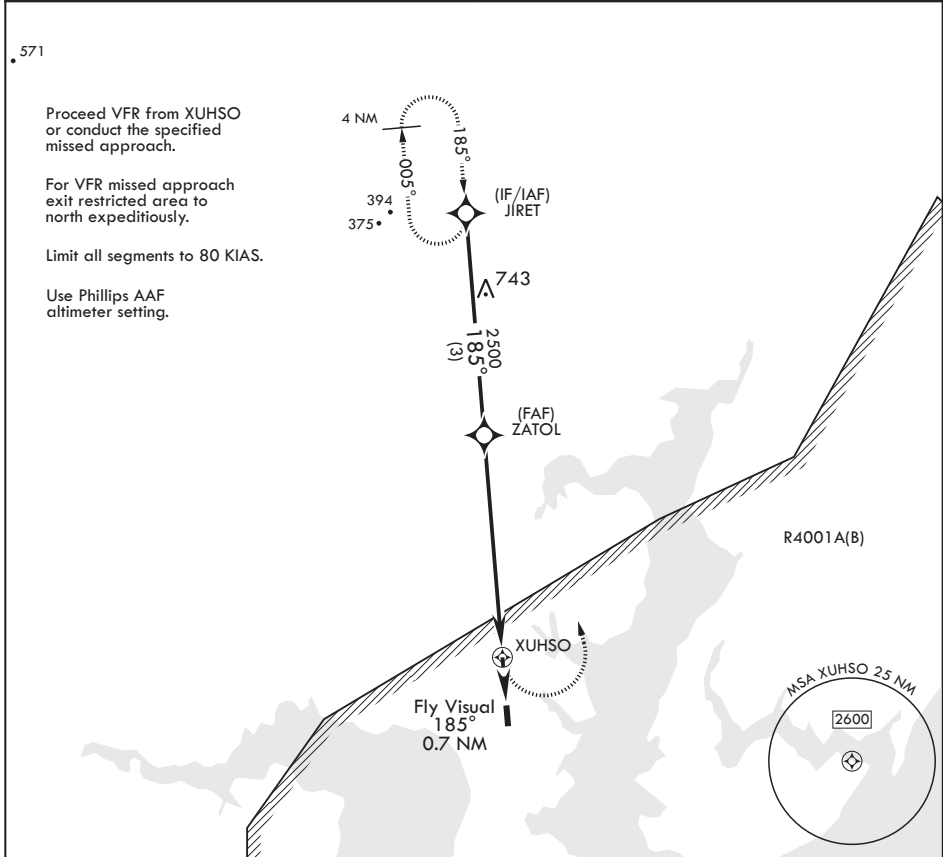 571
Proceed VFR from XUHSO
or conduct the specified
missed approach.
For VFR missed approach
exit restricted area to
north expeditiously.
Limit all segments to 80 KIAS.
Use Phillips AAF
altimeter setting.
4 NM
005°
185°
394
375
(IF/IAF)
JIRET
743
2500
185°
(3)
(FAF)
ZATOL
R4001A(B)
XUHSO
Fly Visual
185°
0.7 NM
MSA XUHSO 25 NM
2600